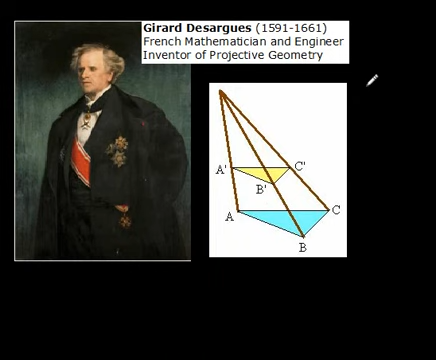 Girard Desargues (1591-1661)
French Mathematician and Engineer
Inventor of Projective Geometry
A' C'
B'
A C
B